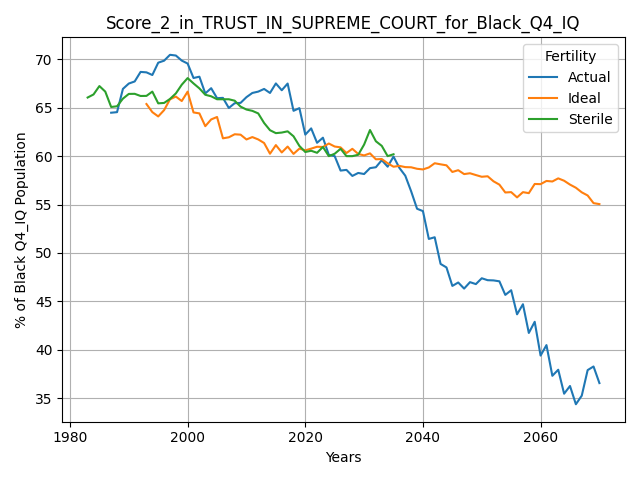 Score_2_in_TRUST_IN_SUPREME_COURT_for_Black_Q4_IQ
Fertility
Actual
Ideal
Sterile
% of Black Q4_IQ Population
70
65
60
55
50
45
40
35
1980
2000
2020
2040
2060
Years